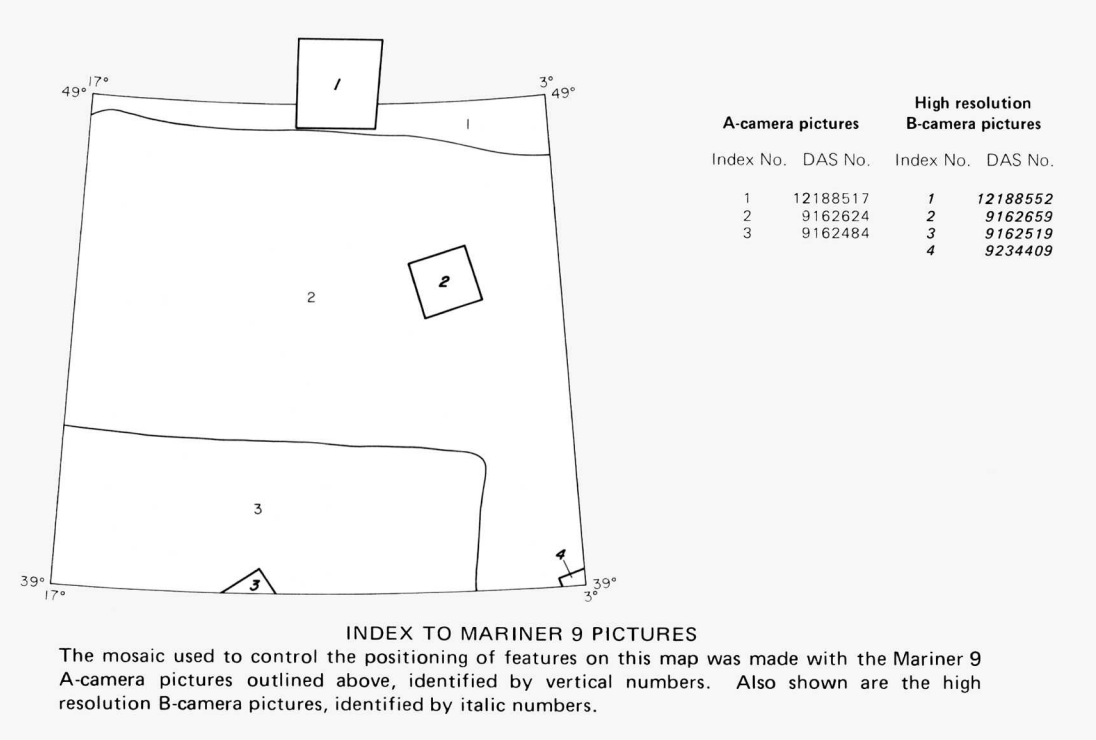 17°
49°
3°
49°
1
1
2
2
3
3
4
39°
17°
39°
3°
A-camera pictures
High resolution
B-camera pictures
Index No. DAS No. Index No. DAS No.
1 12188517 1 12188552
2 9162624 2 9162659
3 9162484 3 9162519
4 9234409
INDEX TO MARINER 9 PICTURES
The mosaic used to control the positioning of features on this map was made with the Mariner 9
A-camera pictures outlined above, identified by vertical numbers. Also shown are the high
resolution B-camera pictures, identified by italic numbers.